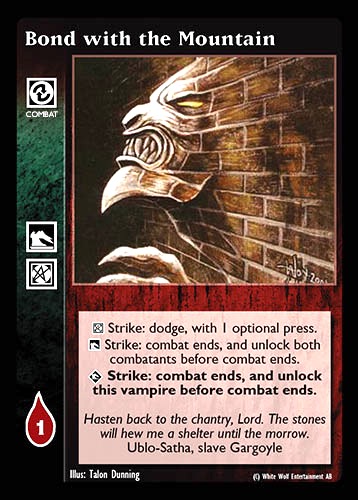 Bond with the Mountain
COMBAT
Strike: dodge, with 1 optional press.
Strike: combat ends, and unlock both
combatants before combat ends.
Strike: combat ends, and unlock
this vampire before combat ends.
Hasten back to the chantry, Lord. The stones
will hew me a shelter until the morrow.
Ublo-Satha, slave Gargoyle
1
Illus: Talon Dunning
(C) White Wolf Entertainment AB